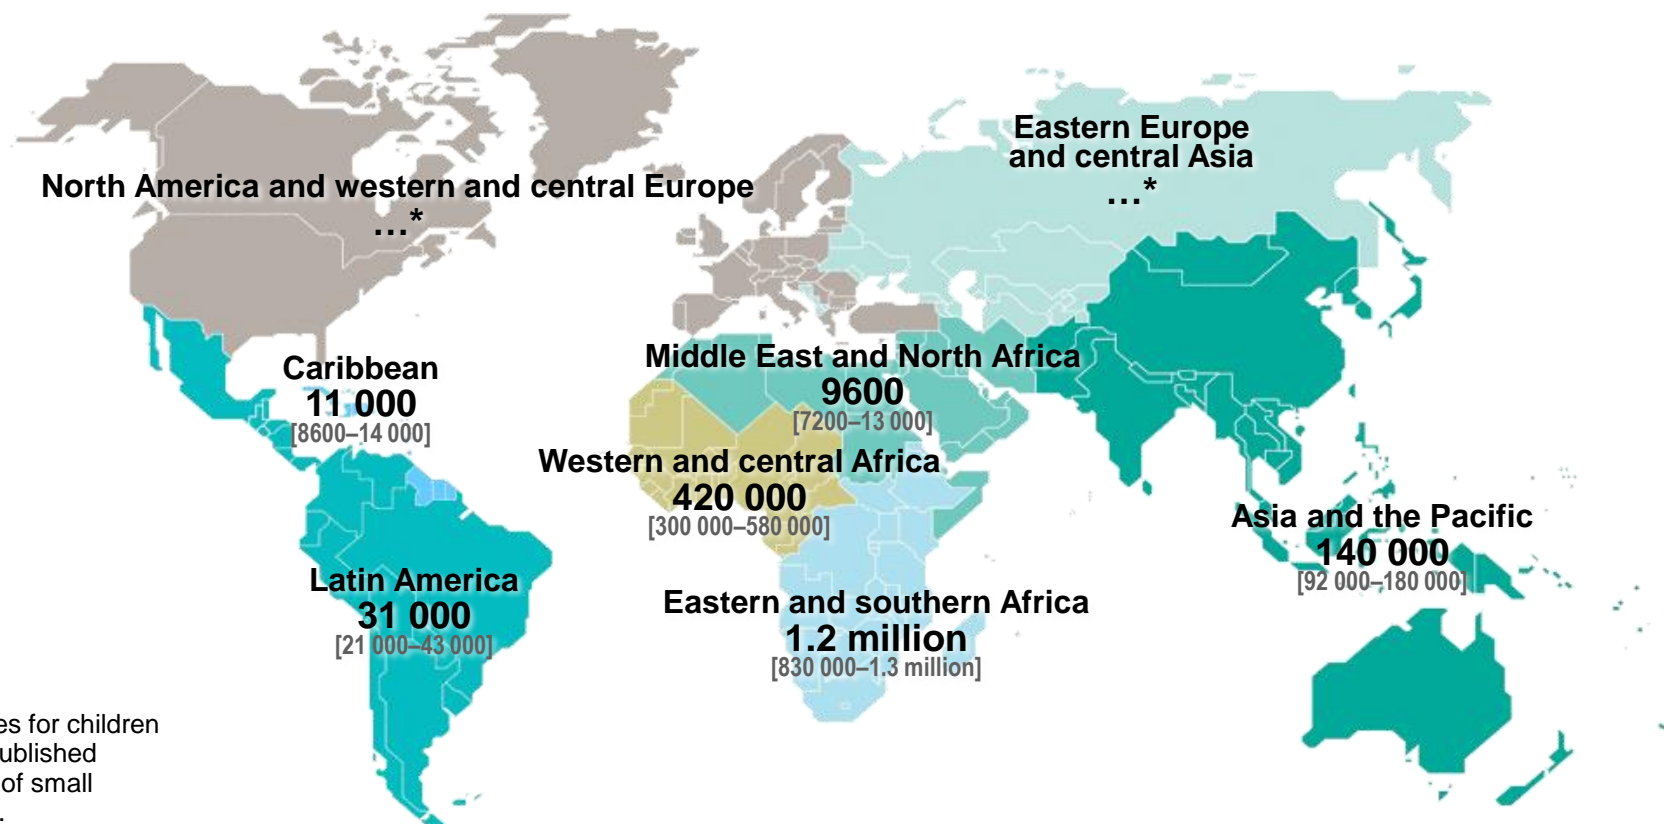 Eastern Europe
and central Asia
…*
North America and western and central Europe
…*
Middle East and North Africa
9600
[7200–13 000]
Caribbean
11 000
[8600–14 000]
Western and central Africa
420 000
[300 000–580 000]
Asia and the Pacific
140 000
[92 000–180 000]
Latin America
31 000
[21 000–43 000]
Eastern and southern Africa
1.2 million
[830 000–1.3 million]
es for children
ublished
of small
.